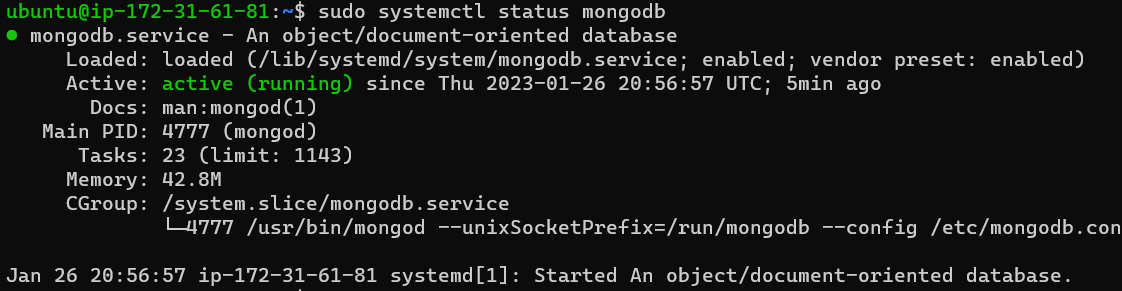 ubuntu@ip-172-31-61-81:~$ sudo systemctl status mongodb
● mongodb.service - An object/document-oriented database
     Loaded: loaded (/lib/systemd/system/mongodb.service; enabled; vendor preset: enabled)
     Active: active (running) since Thu 2023-01-26 20:56:57 UTC; 5min ago
       Docs: man:mongod(1)
   Main PID: 4777 (mongod)
      Tasks: 23 (limit: 1143)
     Memory: 42.8M
     CGroup: /system.slice/mongodb.service
             └─4777 /usr/bin/mongod --unixSocketPrefix=/run/mongodb --config /etc/mongodb.con
Jan 26 20:56:57 ip-172-31-61-81 systemd[1]: Started An object/document-oriented database.